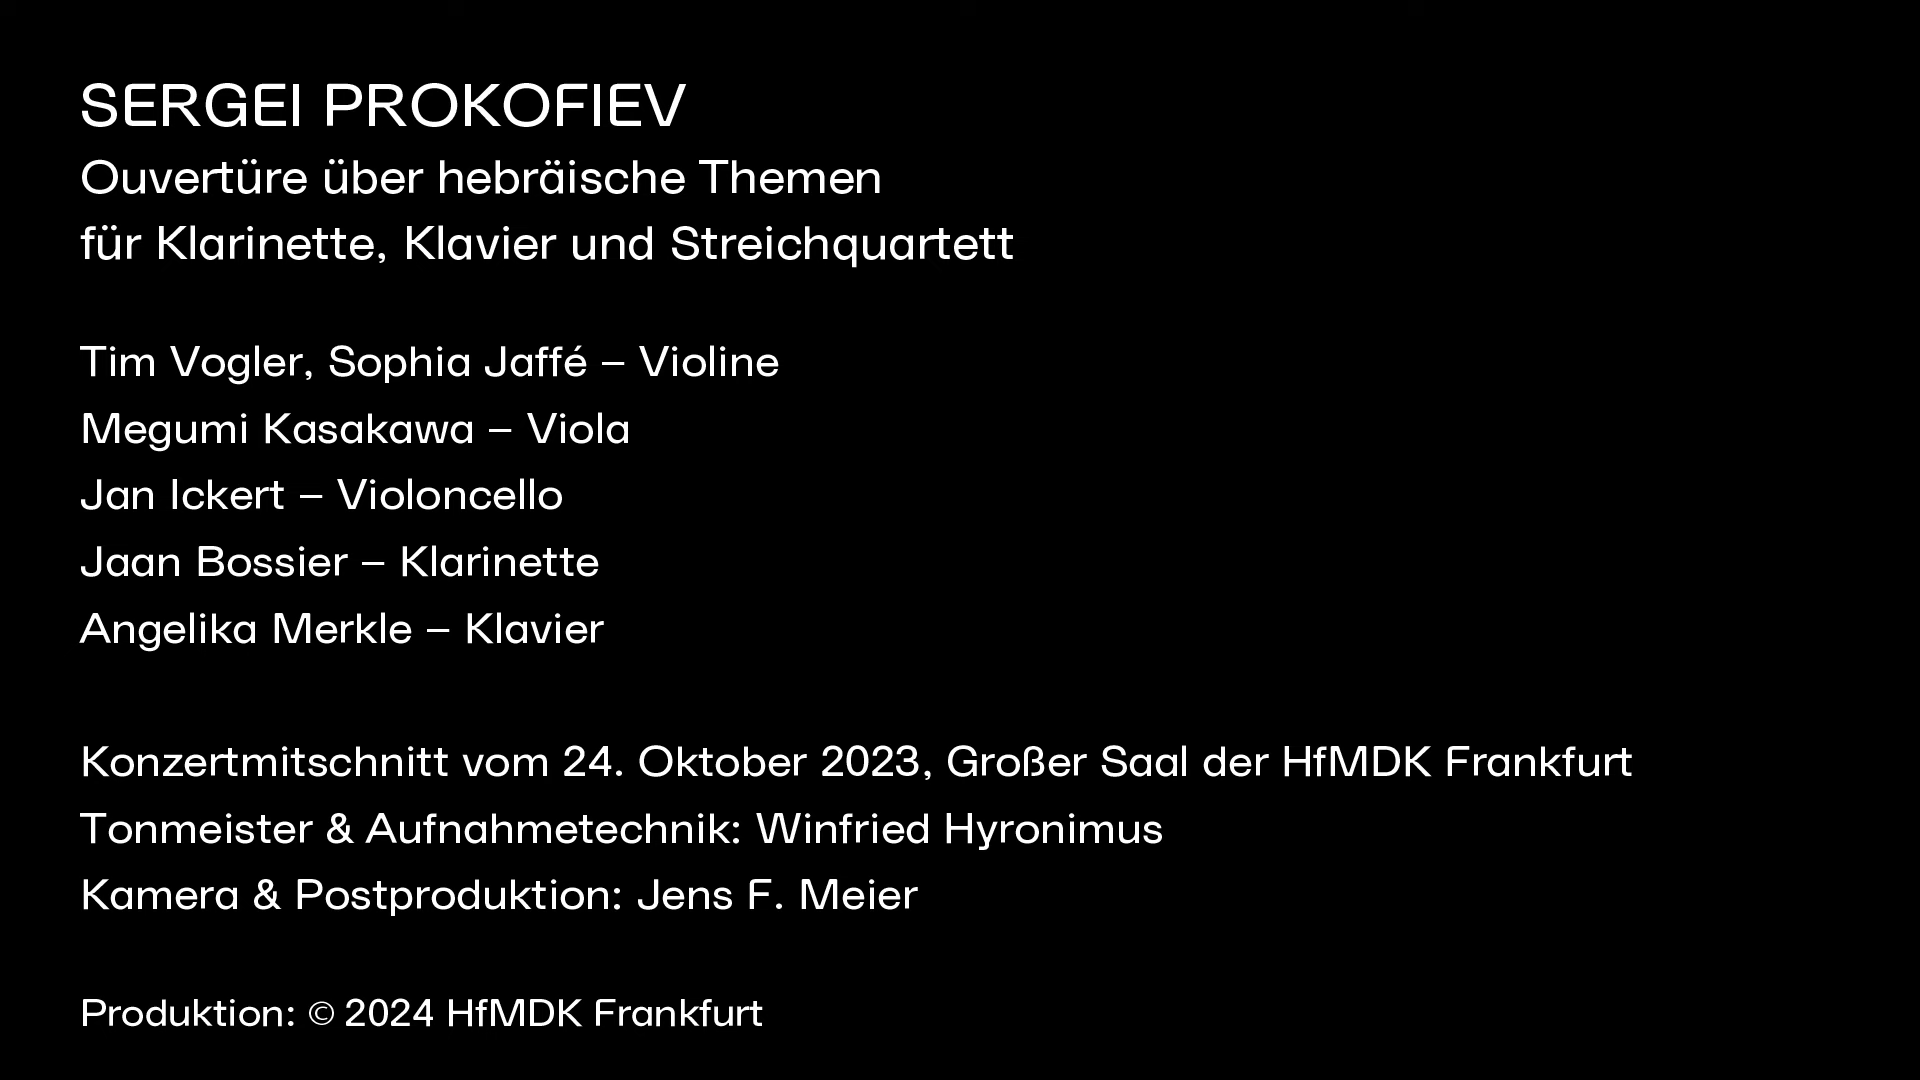 SERGEI PROKOFIEV
Ouvertüre über hebräische Themen
für Klarinette, Klavier und Streichquartett
Tim Vogler, Sophia Jaffé – Violine
Megumi Kasakawa – Viola
Jan Ickert – Violoncello
Jaan Bossier – Klarinette
Angelika Merkle – Klavier
Konzertmitschnitt vom 24. Oktober 2023, Großer Saal der HfMDK Frankfurt
Tonmeister & Aufnahmetechnik: Winfried Hyronimus
Kamera & Postproduktion: Jens F. Meier
Produktion: © 2024 HfMDK Frankfurt